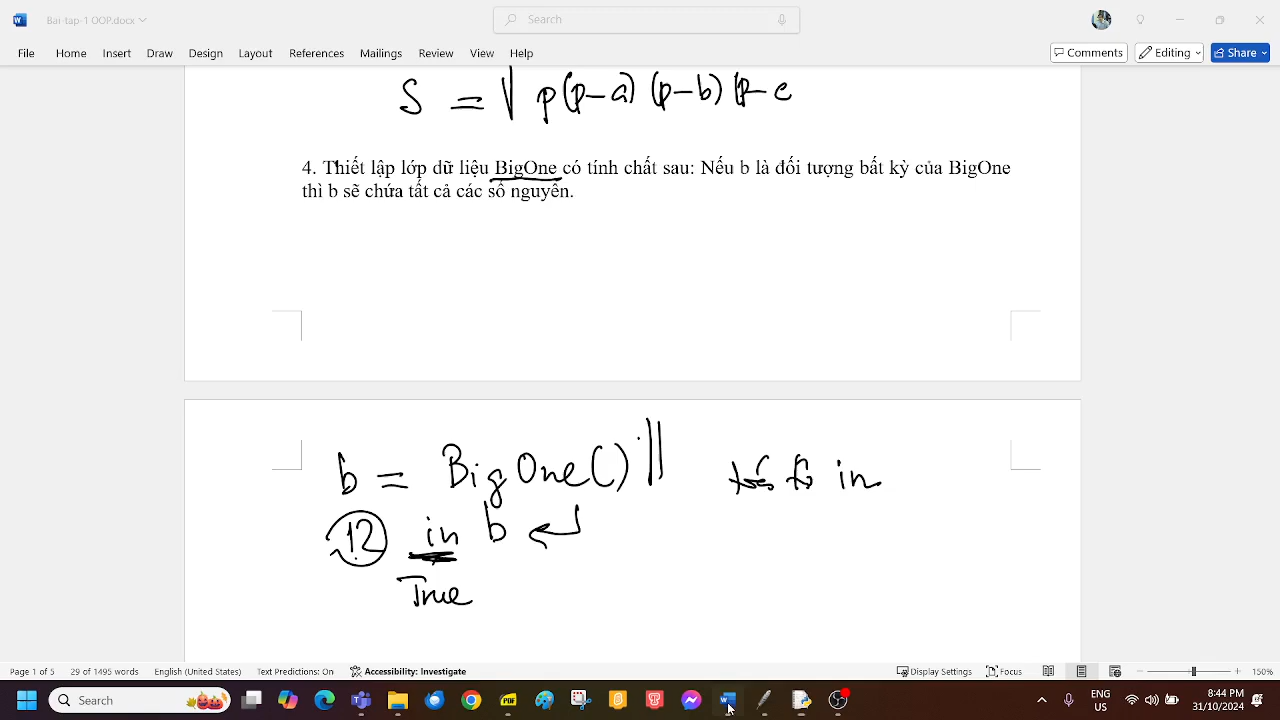 Bai-tap-1 OOP.docx
Search
File Home Insert Draw Design Layout References Mailings Review View Help
Comments Editing Share
S = √ p(p-a) (p-b) (p-c
4. Thiết lập lớp dữ liệu BigOne có tính chất sau: Nếu b là đối tượng bất kỳ của BigOne
thì b sẽ chứa tất cả các số nguyên.
b = BigOne()
in
12 in b
True
Page 1 of 5 29 of 1495 words English (United States) Text Predictions: On Accessibility: Investigate Display Settings Focus 150%
Search ENG 8:44 PM
US 31/10/2024